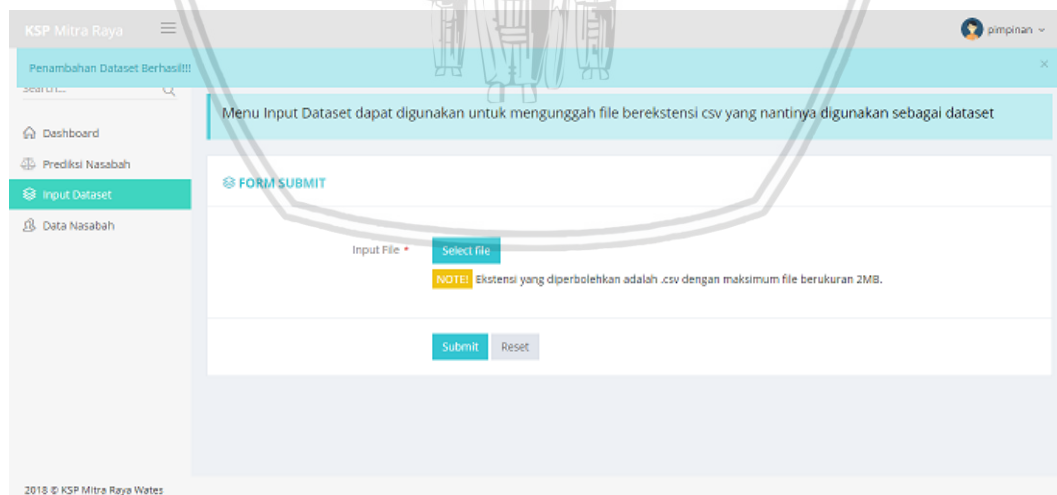 KSP Mitra Raya
pimpinan
Penambahan Dataset Berhasil!!!
Search...
Menu Input Dataset dapat digunakan untuk mengunggah file berekstensi csv yang nantinya digunakan sebagai dataset
Dashboard
Prediksi Nasabah
Input Dataset
Data Nasabah
FORM SUBMIT
Input File *
Select file
NOTE! Ekstensi yang diperbolehkan adalah .csv dengan maksimum file berukuran 2MB.
Submit Reset
2018 © KSP Mitra Raya Wates